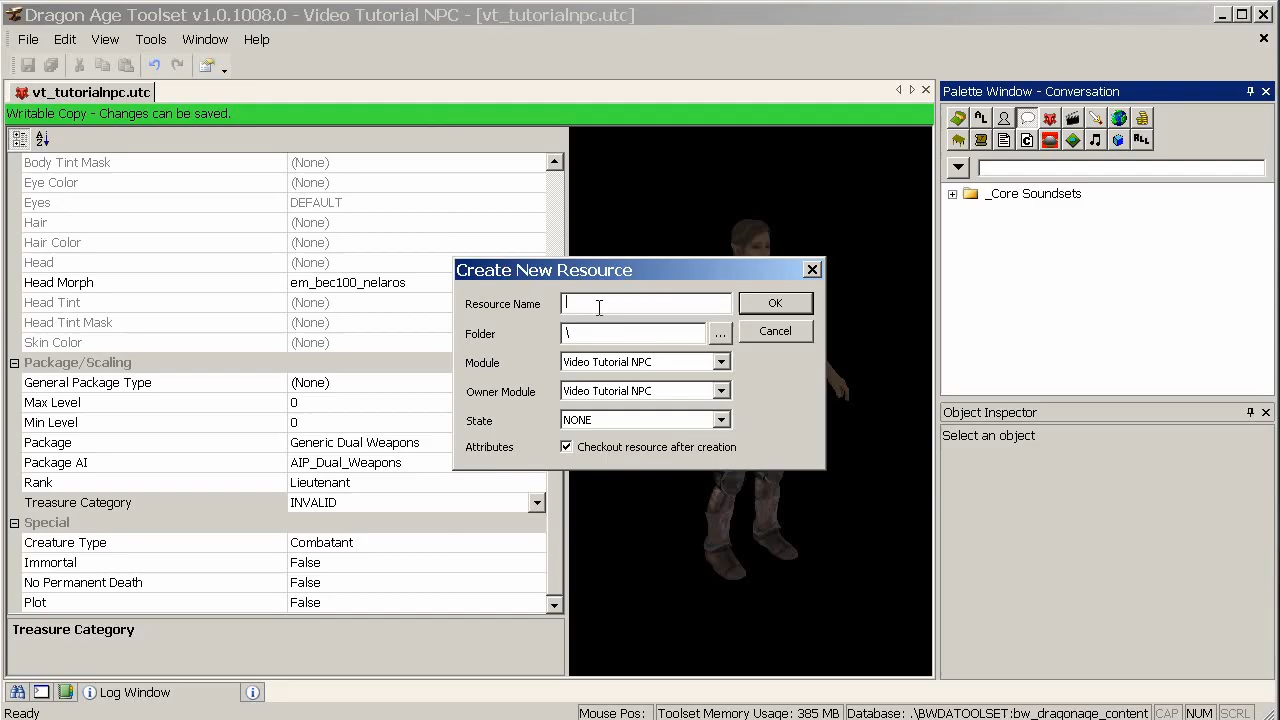 Dragon Age Toolset v1.0.1008.0 - Video Tutorial NPC - [vt_tutorialnpc.utc]
File Edit View Tools Window Help
vt_tutorialnpc.utc
Writable Copy - Changes can be saved.
Body Tint Mask (None)
Eye Color (None)
Eyes DEFAULT
Hair (None)
Hair Color (None)
Head (None)
Head Morph em_bec100_nelaros
Head Tint (None)
Head Tint Mask (None)
Skin Color (None)
Package/Scaling
General Package Type (None)
Max Level 0
Min Level 0
Package Generic Dual Weapons
Package AI AIP_Dual_Weapons
Rank Lieutenant
Treasure Category INVALID
Special
Creature Type Combatant
Immortal False
No Permanent Death False
Plot False
Treasure Category
Create New Resource
Resource Name OK
Folder \ ... Cancel
Module Video Tutorial NPC
Owner Module Video Tutorial NPC
State NONE
Attributes Checkout resource after creation
Palette Window - Conversation
AL
C ALL
_Core Soundsets
Object Inspector
Select an object
Log Window
Ready Mouse Pos: Toolset Memory Usage: 385 MB Database: .\BWDATOOLSET:bw_dragonage_content CAP NUM SCRL